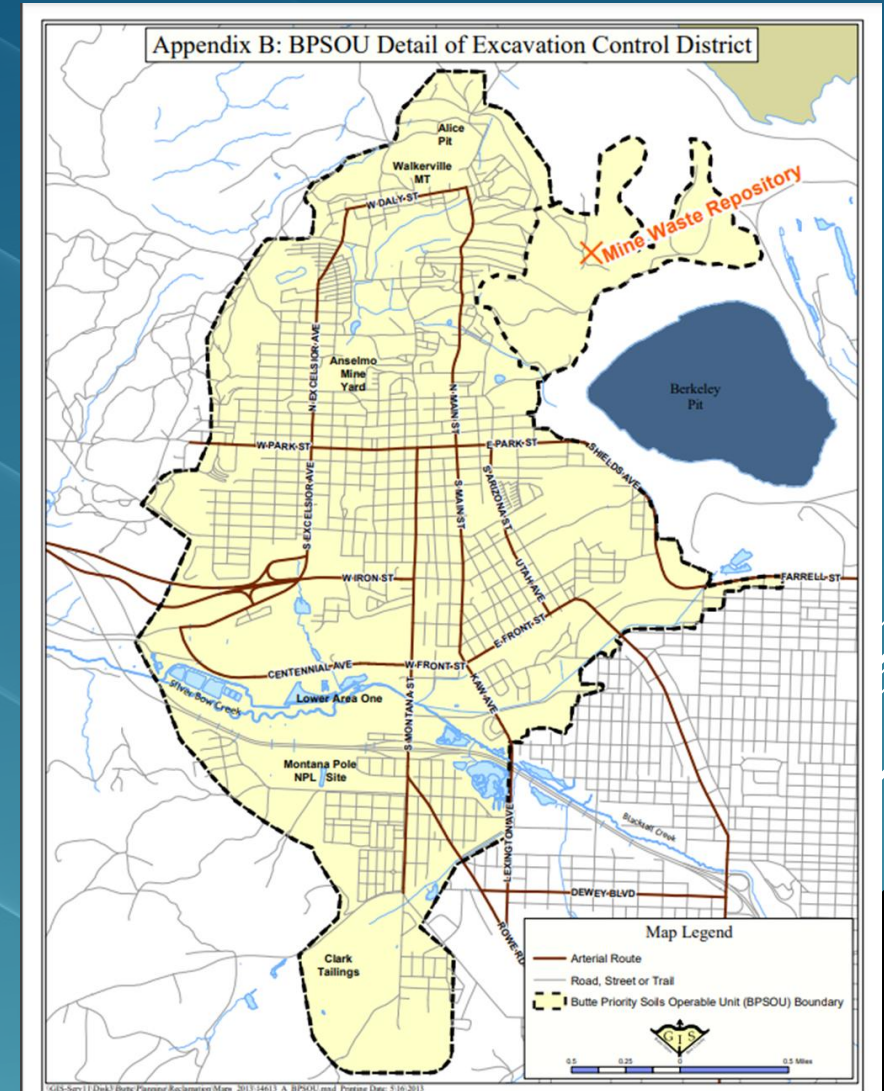 Appendix B: BPSOU Detail of Excavation Control District
Alice
Pit
Walkerville
MT
W DALY ST
Mine Waste Repository
N EXCELSIOR AVE
Anselmo
Mine
Yard
N MAIN ST
Berkeley
Pit
W PARK ST
E PARK ST
SHIELDS AVE
S EXCELSIOR AVE
S MAIN ST
S ARIZONA ST
UTAH AVE
W IRON ST
FARRELL ST
E FRONT ST
CENTENNIAL AVE
W FRONT ST
KAW AVE
Silver Bow Creek
Lower Area One
S MONTANA ST
Montana Pole
NPL Site
Blacktail Creek
LEXINGTON AVE
DEWEY BLVD
ROWE RD
Clark
Tailings
Map Legend
Arterial Route
Road, Street or Trail
Butte Priority Soils Operable Unit (BPSOU) Boundary
G I S
0.5 0.25 0 0.5 Miles
Printing Date: 5/16/2013